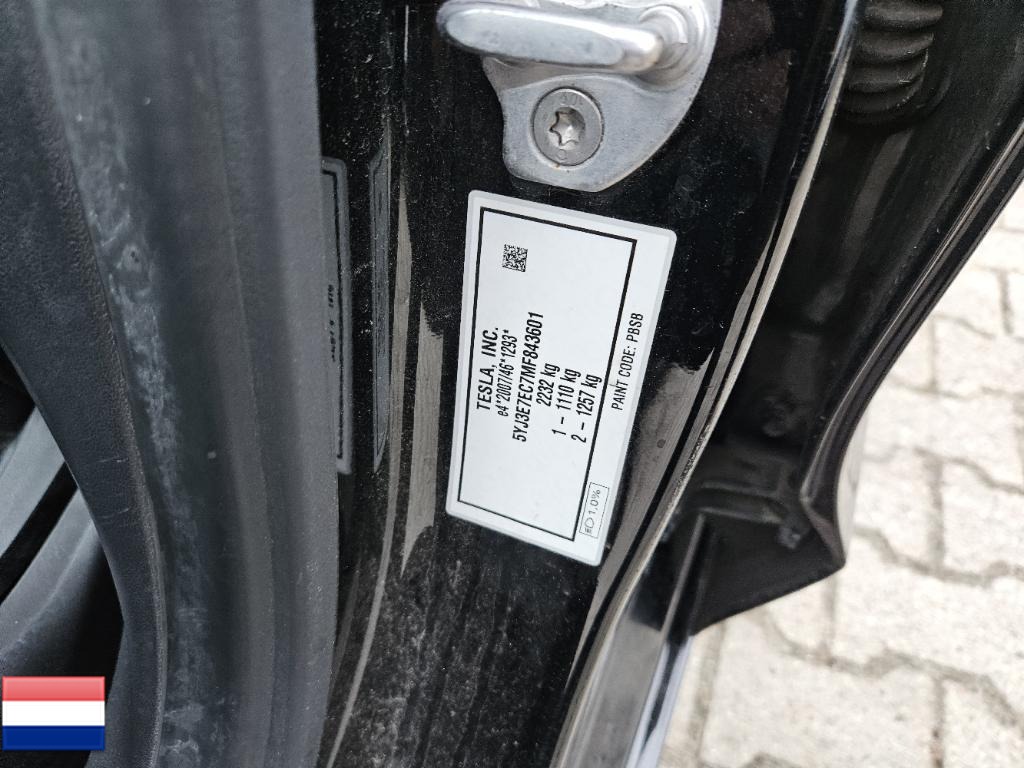 TESLA, INC.
e4*2007/46*1293*
5YJ3E7EC7MF843601
2232 kg
1 – 1110 kg
2 – 1257 kg
PAINT CODE: PBSB
1.0%